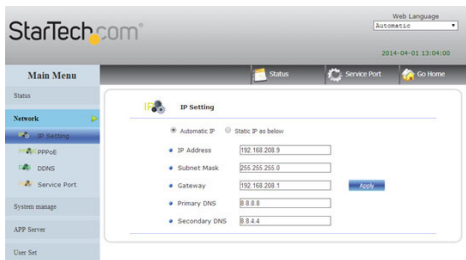 StarTech.com®
Web Language
Automatic
2014-04-01 13:04:00
Main Menu
Status
Service Port
Go Home
Status
Network
IP Setting
PPPoE
DDNS
Service Port
System manage
APP Server
User Set
IP Setting
Automatic IP
Static IP as below
IP Address
192.168.208.9
Subnet Mask
255.255.255.0
Gateway
192.168.208.1
Apply
Primary DNS
8.8.8.8
Secondary DNS
8.8.4.4